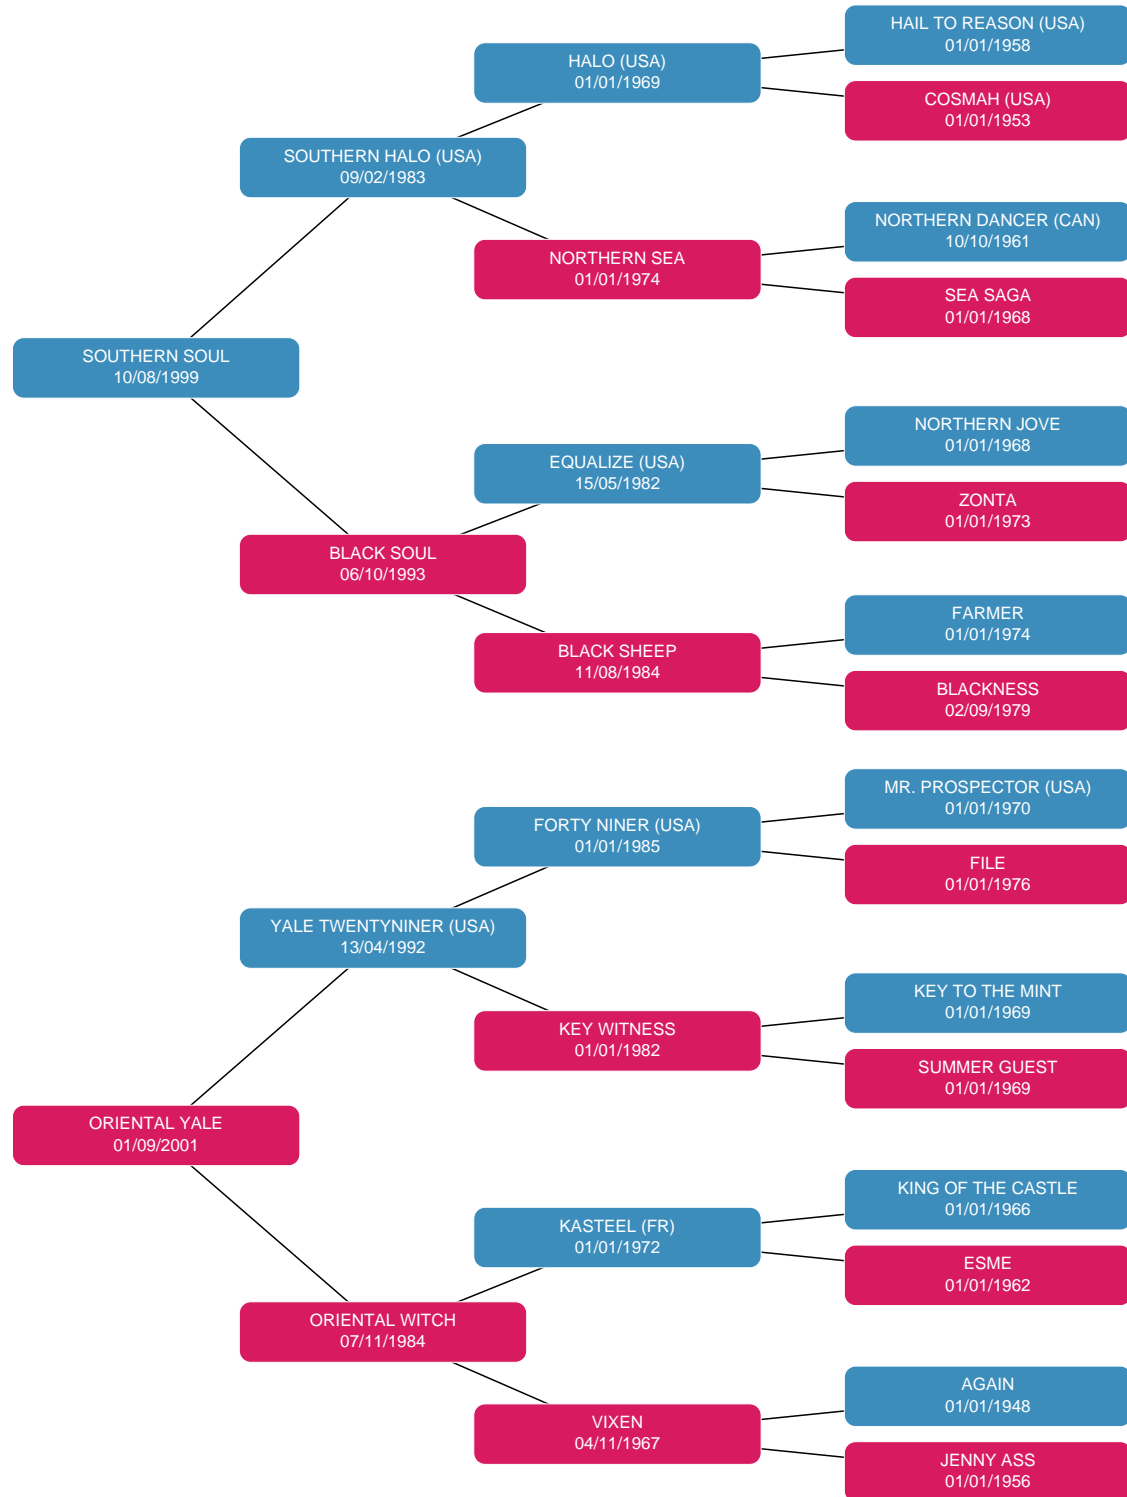 HAIL TO REASON (USA)
01/01/1958
HALO (USA)
01/01/1969
COSMAH (USA)
01/01/1953
SOUTHERN HALO (USA)
09/02/1983
NORTHERN DANCER (CAN)
10/10/1961
NORTHERN SEA
01/01/1974
SEA SAGA
01/01/1968
SOUTHERN SOUL
10/08/1999
NORTHERN JOVE
01/01/1968
EQUALIZE (USA)
15/05/1982
ZONTA
01/01/1973
BLACK SOUL
06/10/1993
FARMER
01/01/1974
BLACK SHEEP
11/08/1984
BLACKNESS
02/09/1979
MR. PROSPECTOR (USA)
01/01/1970
FORTY NINER (USA)
01/01/1985
FILE
01/01/1976
YALE TWENTYNINER (USA)
13/04/1992
KEY TO THE MINT
01/01/1969
KEY WITNESS
01/01/1982
SUMMER GUEST
01/01/1969
ORIENTAL YALE
01/09/2001
KING OF THE CASTLE
01/01/1966
KASTEEL (FR)
01/01/1972
ESME
01/01/1962
ORIENTAL WITCH
07/11/1984
AGAIN
01/01/1948
VIXEN
04/11/1967
JENNY ASS
01/01/1956